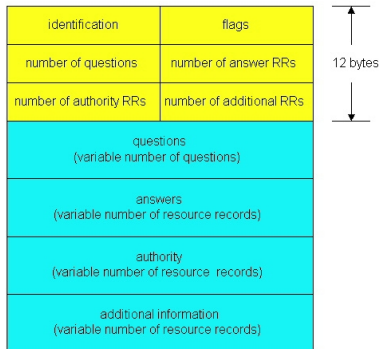 identification flags
number of questions number of answer RRs 12 bytes
number of authority RRs number of additional RRs
questions
(variable number of questions)
answers
(variable number of resource records)
authority
(variable number of resource records)
additional information
(variable number of resource records)